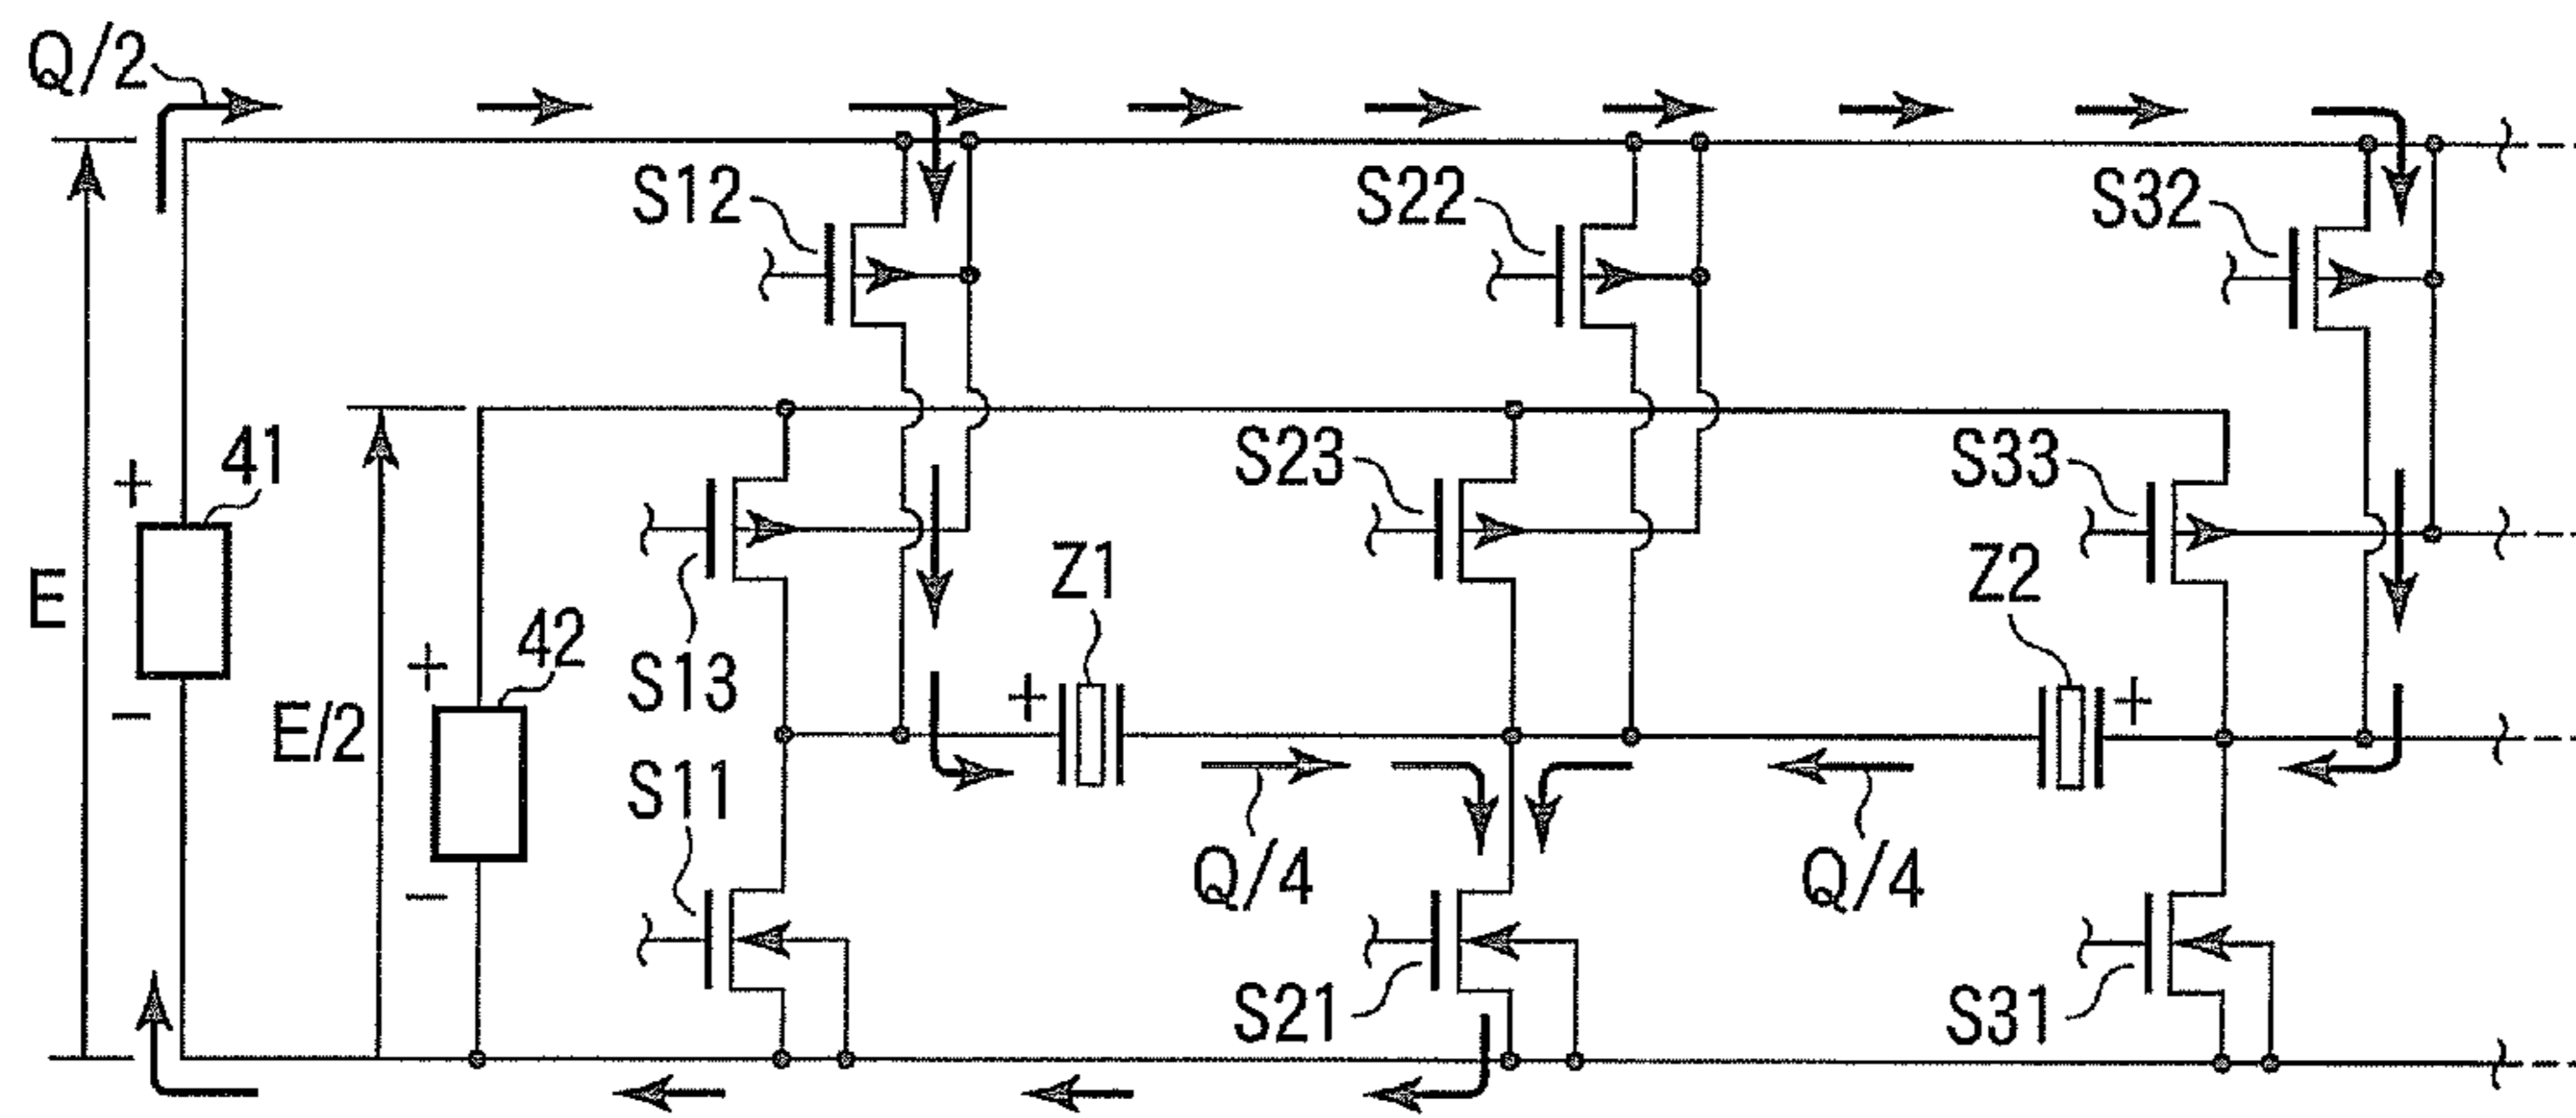 Q/2
S12
S22
S32
+
41
S23
S33
E
Z1
Z2
+
42
S13
+
+
−
E/2
S11
Q/4
Q/4
−
S21
S31